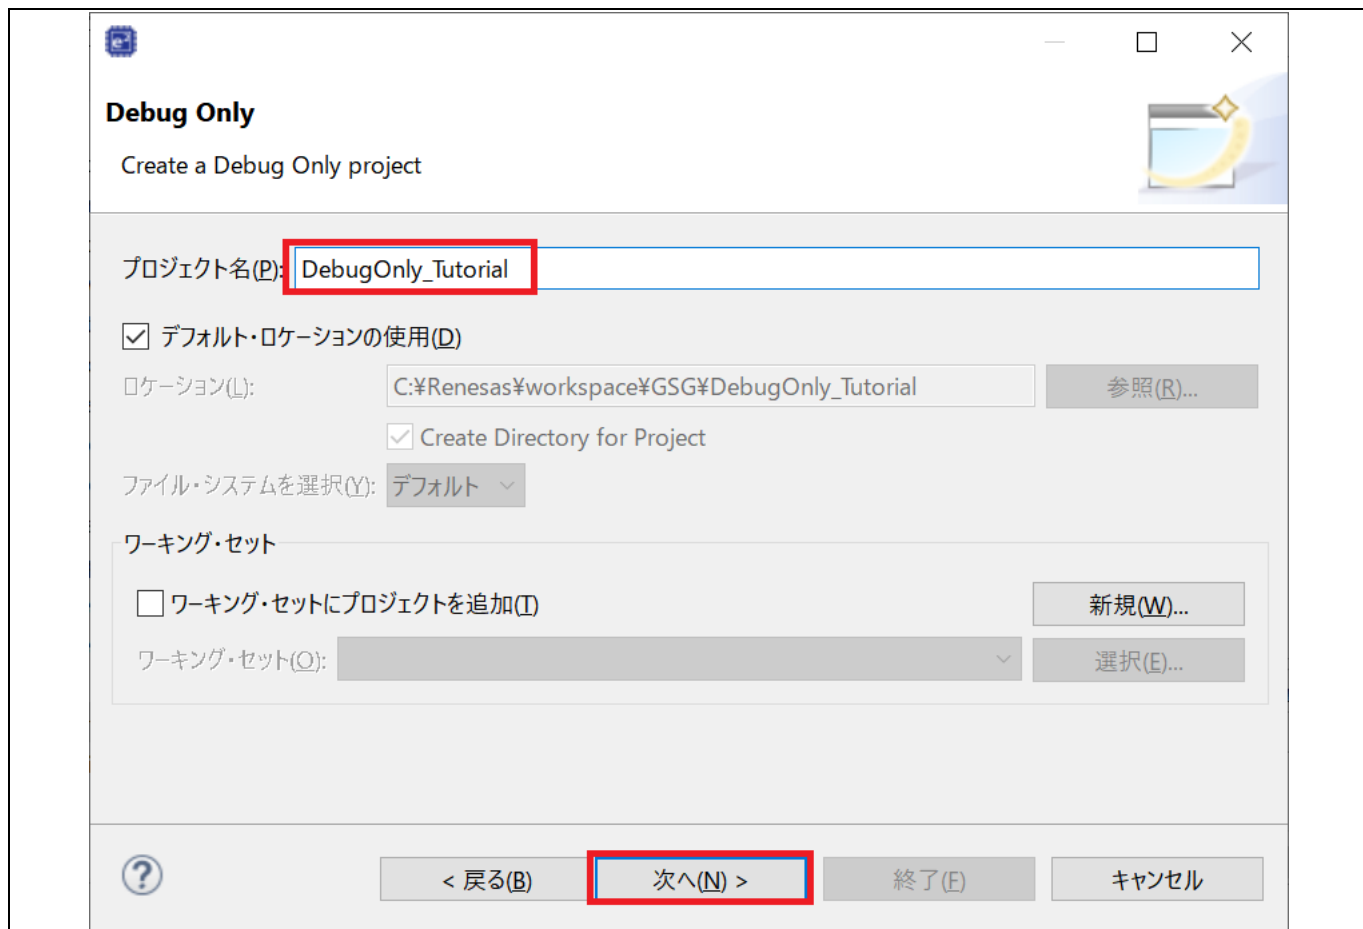 e²
Debug Only
Create a Debug Only project
プロジェクト名(P): DebugOnly_Tutorial
デフォルト・ロケーションの使用(D)
ロケーション(L): C:¥Renesas¥workspace¥GSG¥DebugOnly_Tutorial 参照(R)...
Create Directory for Project
ファイル・システムを選択(Y): デフォルト
ワーキング・セット
ワーキング・セットにプロジェクトを追加(T) 新規(W)...
ワーキング・セット(O): 選択(E)...
? < 戻る(B) 次へ(N) > 終了(F) キャンセル